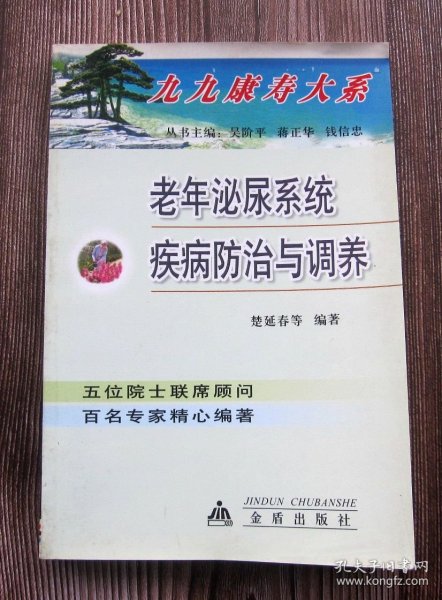 九九康寿大系
丛书主编：吴阶平 蒋正华 钱信忠
老年泌尿系统
疾病防治与调养
楚延春等 编著
五位院士联席顾问
百名专家精心编著
JINDUN CHUBANSHE
金盾出版社
孔夫子旧书网
www.kongfz.com